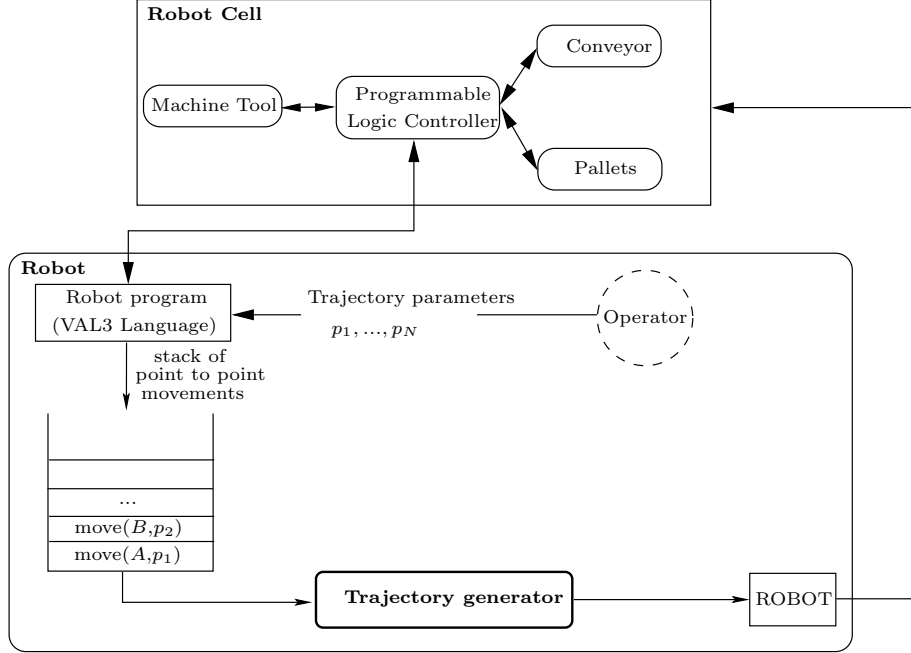 Robot Cell
Conveyor
Machine Tool
Programmable
Logic Controller
Pallets
Robot
Robot program
(VAL3 Language)
Trajectory parameters
p₁, ..., p_N
Operator
stack of
point to point
movements
...
move(B,p₂)
move(A,p₁)
Trajectory generator
ROBOT